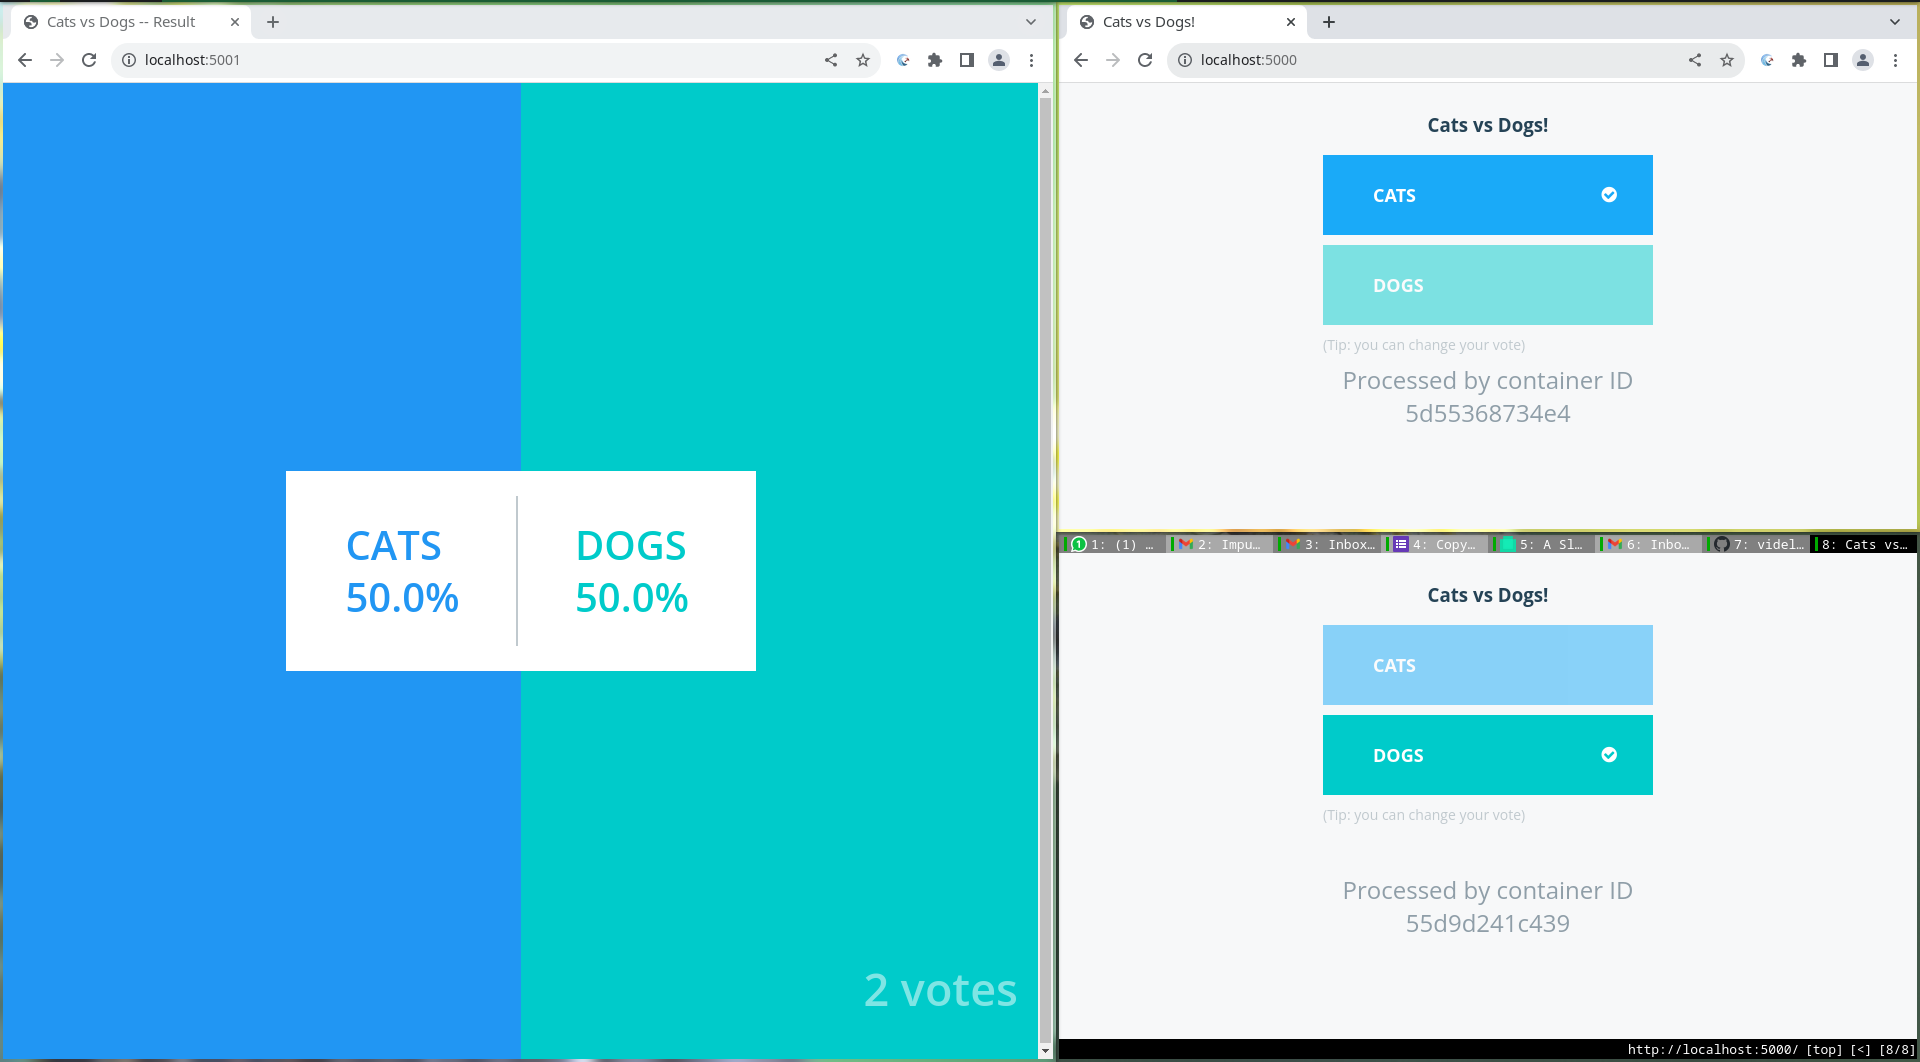 Cats vs Dogs -- Result
localhost:5001
CATS
50.0%
DOGS
50.0%
2 votes
Cats vs Dogs!
localhost:5000
Cats vs Dogs!
CATS
DOGS
(Tip: you can change your vote)
Processed by container ID
5d55368734e4
1 1: (1) …
2: Impu…
3: Inbox…
4: Copy…
5: A Sl…
6: Inbo…
7: videl…
8: Cats vs…
Cats vs Dogs!
CATS
DOGS
(Tip: you can change your vote)
Processed by container ID
55d9d241c439
http://localhost:5000/ [top] [<] [8/8]